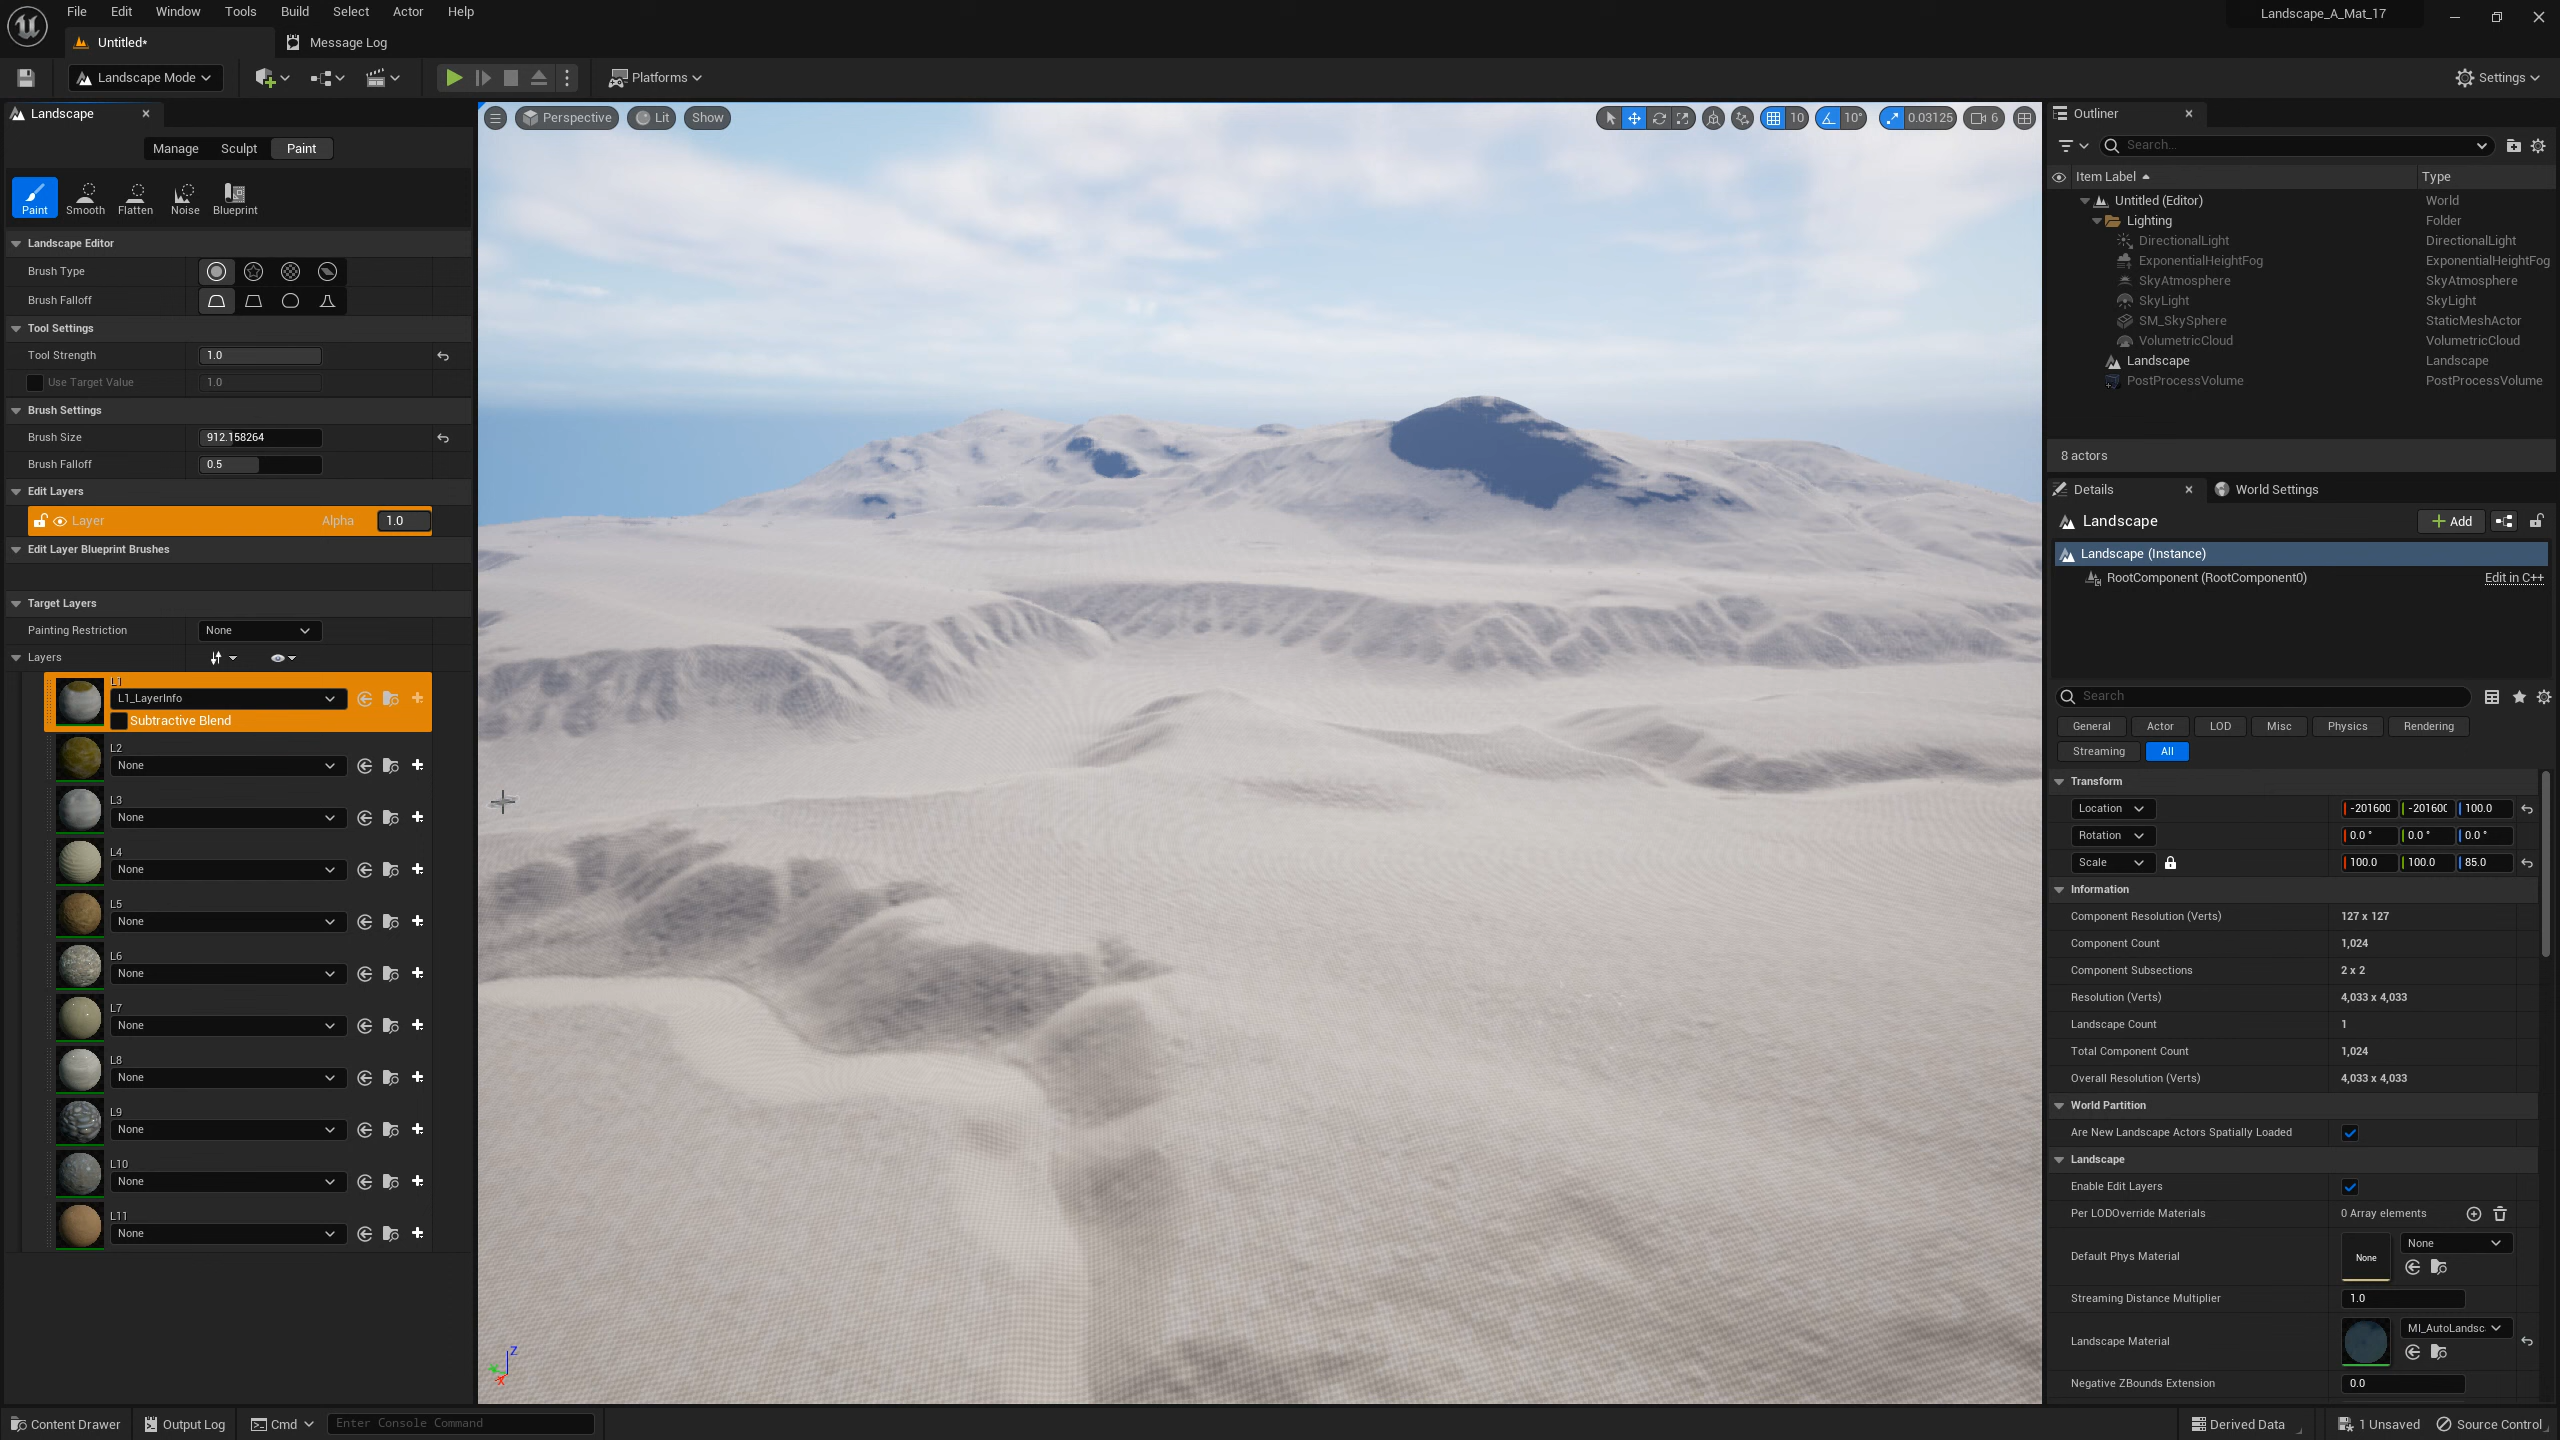 File Edit Window Tools Build Select Actor Help
Landscape_A_Mat_17
Untitled*
Message Log
Landscape Mode
Platforms
Settings
Landscape
Manage Sculpt Paint
Paint Smooth Flatten Noise Blueprint
Landscape Editor
Brush Type
Brush Falloff
Tool Settings
Tool Strength 1.0
Use Target Value 1.0
Brush Settings
Brush Size 912.158264
Brush Falloff 0.5
Edit Layers
Layer Alpha 1.0
Edit Layer Blueprint Brushes
Target Layers
Painting Restriction None
Layers
L1
L1_LayerInfo
Subtractive Blend
L2
None
L3
None
L4
None
L5
None
L6
None
L7
None
L8
None
L9
None
L10
None
L11
None
Perspective Lit Show
10 10° 0.03125 6
Z
X
Outliner
Search...
Item Label Type
Untitled (Editor) World
Lighting Folder
DirectionalLight DirectionalLight
ExponentialHeightFog ExponentialHeightFog
SkyAtmosphere SkyAtmosphere
SkyLight SkyLight
SM_SkySphere StaticMeshActor
VolumetricCloud VolumetricCloud
Landscape Landscape
PostProcessVolume PostProcessVolume
8 actors
Details World Settings
Landscape Add
Landscape (Instance)
RootComponent (RootComponent0) Edit in C++
Search
General Actor LOD Misc Physics Rendering
Streaming All
Transform
Location -201600 -20160 100.0
Rotation 0.0 ° 0.0 ° 0.0 °
Scale 100.0 100.0 85.0
Information
Component Resolution (Verts) 127 x 127
Component Count 1,024
Component Subsections 2 x 2
Resolution (Verts) 4,033 x 4,033
Landscape Count 1
Total Component Count 1,024
Overall Resolution (Verts) 4,033 x 4,033
World Partition
Are New Landscape Actors Spatially Loaded
Landscape
Enable Edit Layers
Per LODOverride Materials 0 Array elements
Default Phys Material None None
Streaming Distance Multiplier 1.0
Landscape Material MI_AutoLandsc
Negative ZBounds Extension 0.0
Content Drawer Output Log Cmd Enter Console Command
Derived Data 1 Unsaved Source Control